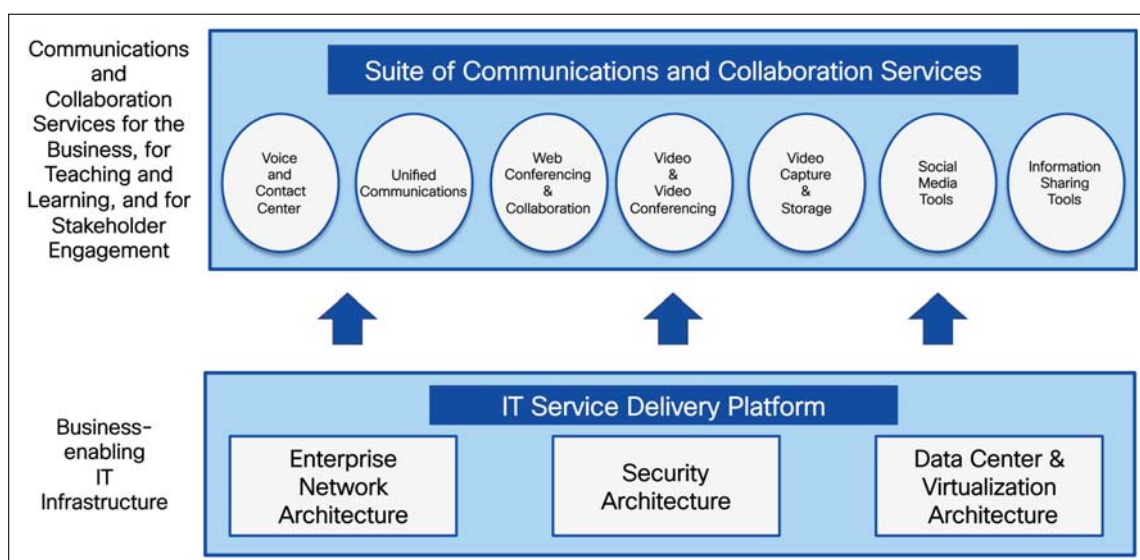 Communications
and
Collaboration
Services for the
Business, for
Teaching and
Learning, and for
Stakeholder
Engagement
Suite of Communications and Collaboration Services
Voice
and
Contact
Center
Unified
Communications
Web
Conferencing
&
Collaboration
Video
&
Video
Conferencing
Video
Capture
&
Storage
Social
Media
Tools
Information
Sharing
Tools
Business-
enabling
IT
Infrastructure
IT Service Delivery Platform
Enterprise
Network
Architecture
Security
Architecture
Data Center &
Virtualization
Architecture